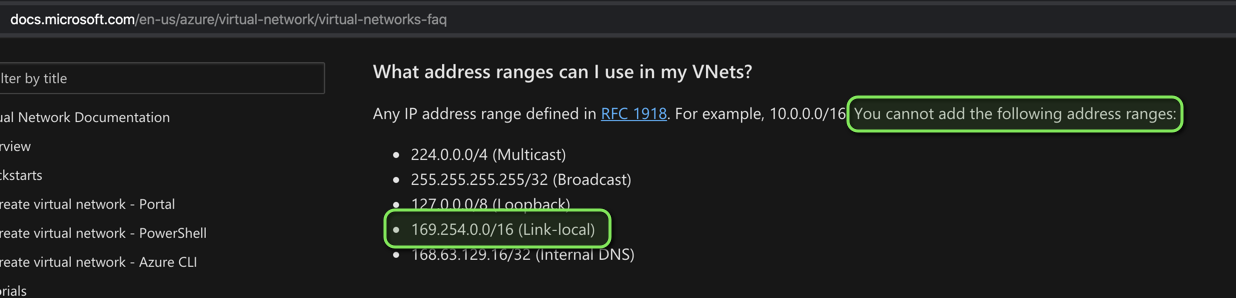 docs.microsoft.com/en-us/azure/virtual-network/virtual-networks-faq
What address ranges can I use in my VNets?
lter by title
Any IP address range defined in RFC 1918. For example, 10.0.0.0/16 You cannot add the following address ranges:
ual Network Documentation
rview
• 224.0.0.0/4 (Multicast)
ckstarts
• 255.255.255.255/32 (Broadcast)
reate virtual network - Portal
• 127.0.0.0/8 (Loopback)
reate virtual network - PowerShell
• 169.254.0.0/16 (Link-local)
reate virtual network - Azure CLI
• 168.63.129.16/32 (Internal DNS)
rials